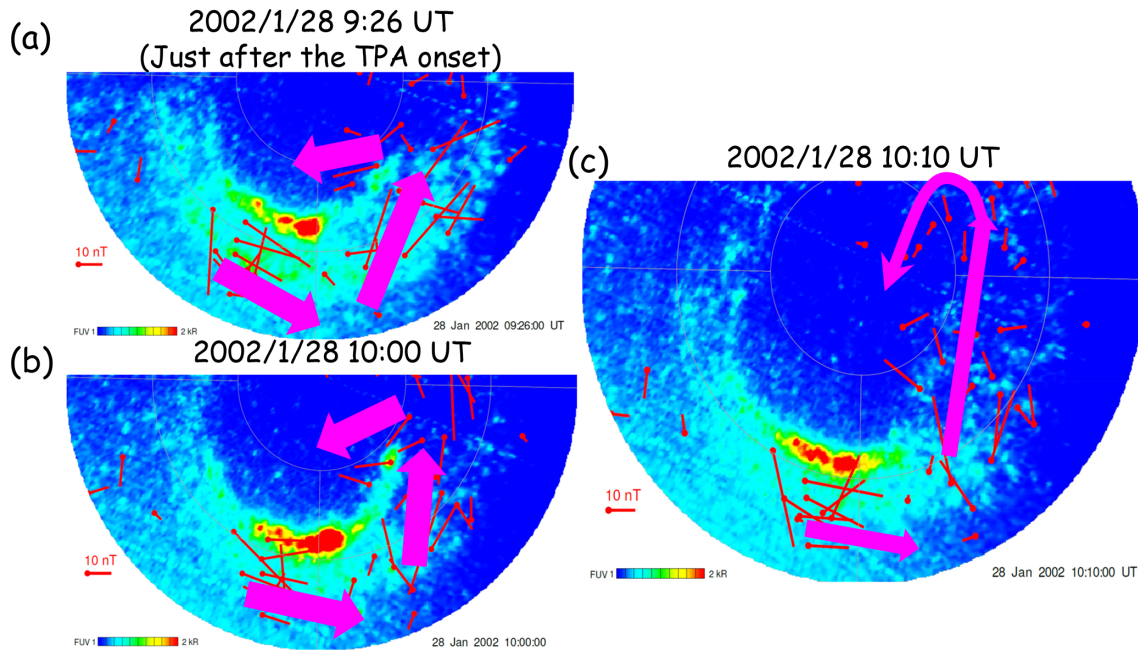 (a)
2002/1/28 9:26 UT
(Just after the TPA onset)
10 nT
FUV 1 2 kR
28 Jan 2002 09:26:00 UT
(b)
2002/1/28 10:00 UT
10 nT
FUV 1 2 kR
28 Jan 2002 10:00:00
(c)
2002/1/28 10:10 UT
10 nT
FUV 1 2 kR
28 Jan 2002 10:10:00 UT